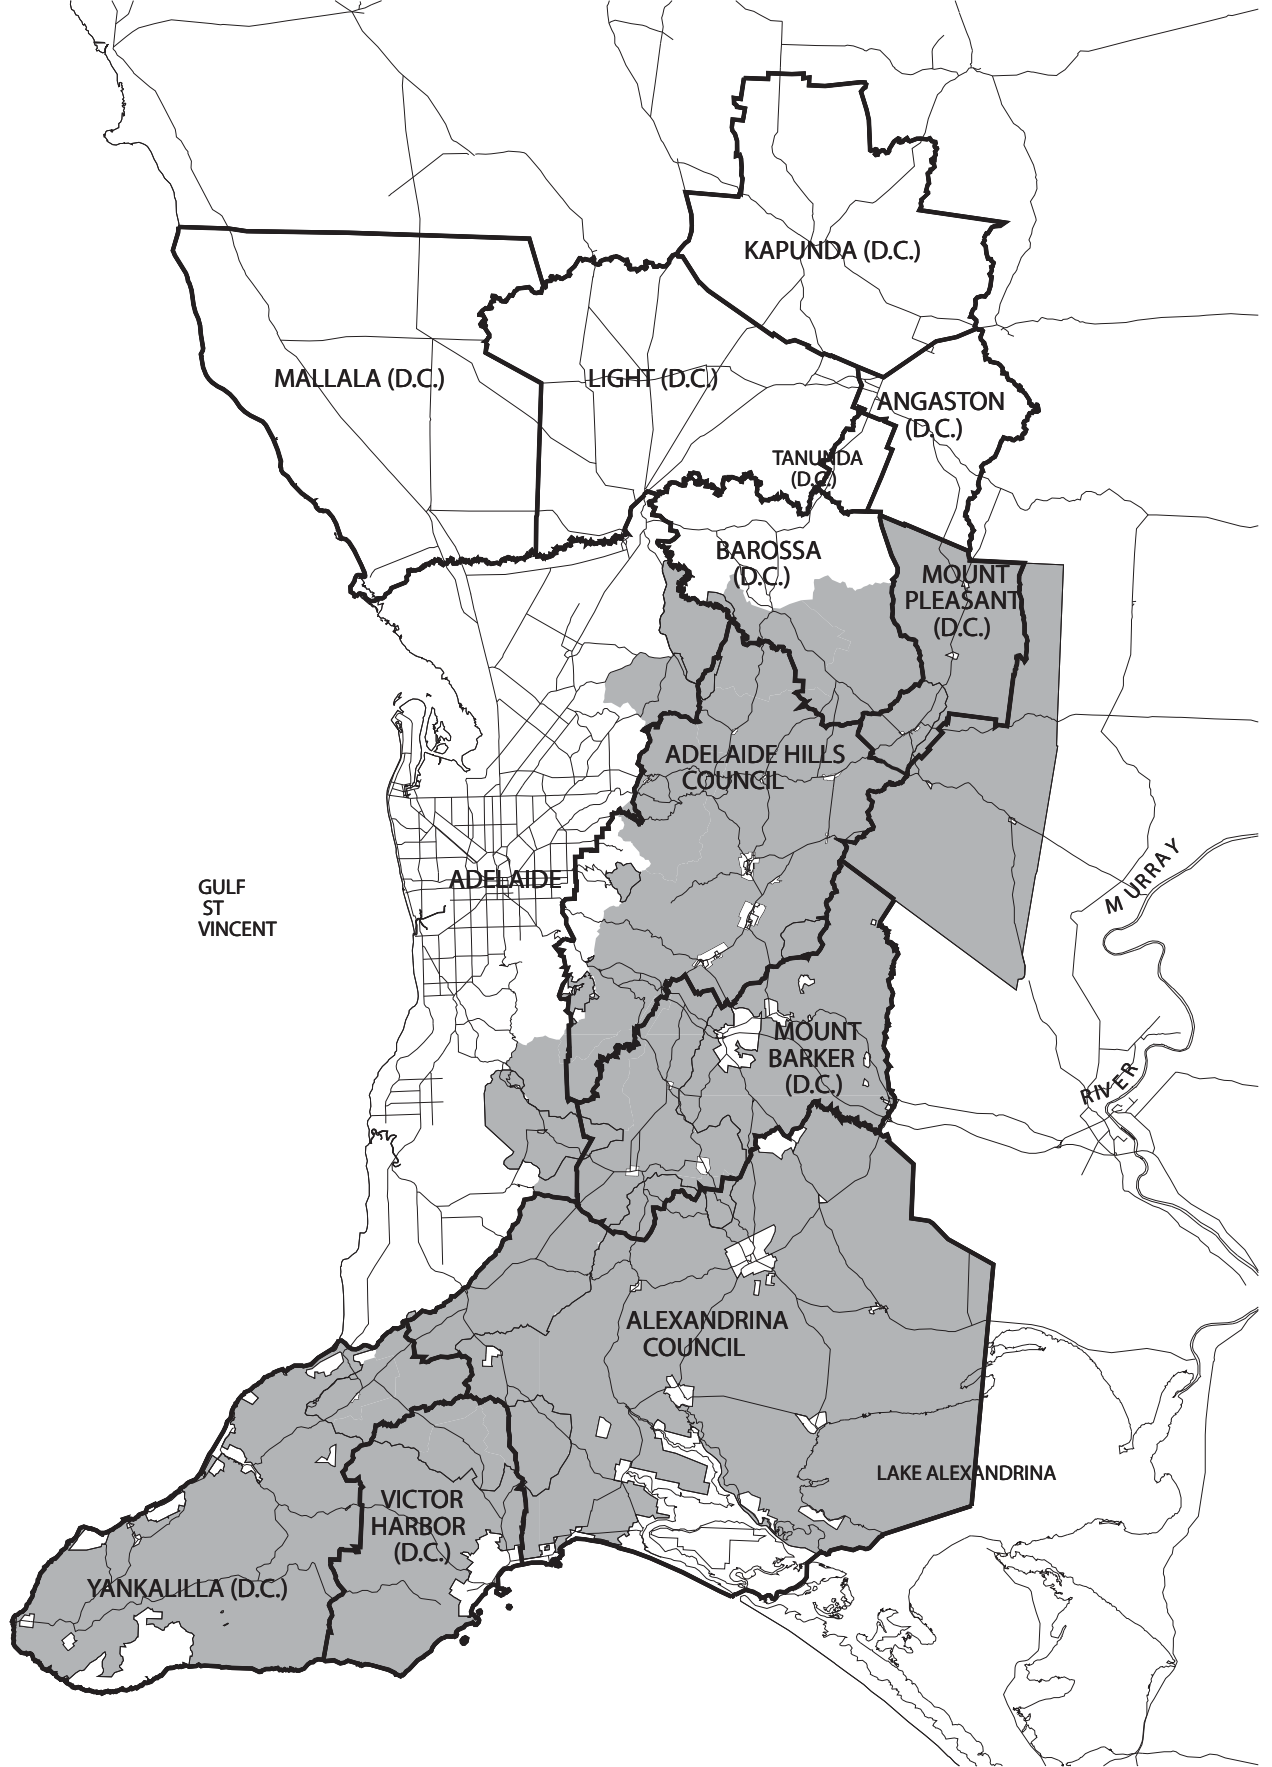 KAPUNDA (D.C.)
MALLALA (D.C.)
LIGHT (D.C.)
ANGASTON
(D.C.)
TANUNDA
(D.C.)
BAROSSA
(D.C.)
MOUNT
PLEASANT
(D.C.)
ADELAIDE HILLS
COUNCIL
ADELAIDE
GULF
ST
VINCENT
MURRAY
RIVER
MOUNT
BARKER
(D.C.)
ALEXANDRINA
COUNCIL
LAKE ALEXANDRINA
VICTOR
HARBOR
(D.C.)
YANKALILLA (D.C.)